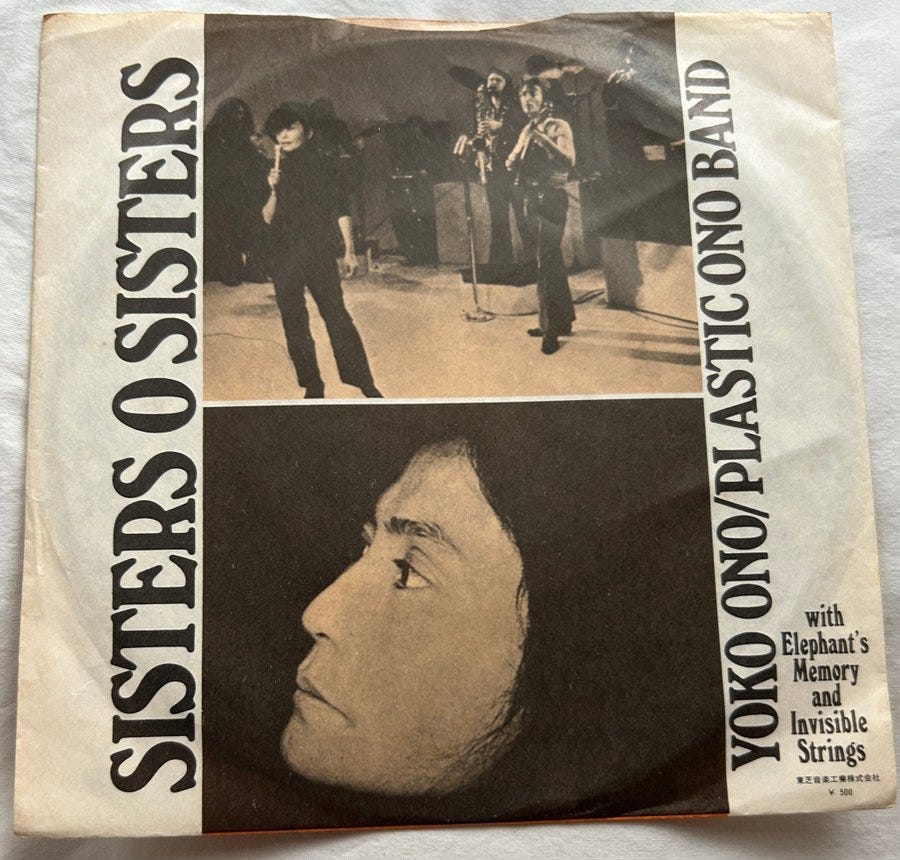 SISTERS O SISTERS
YOKO ONO/PLASTIC ONO BAND
with
Elephant's
Memory
and
Invisible
Strings
東芝音楽工業株式会社
¥ 500